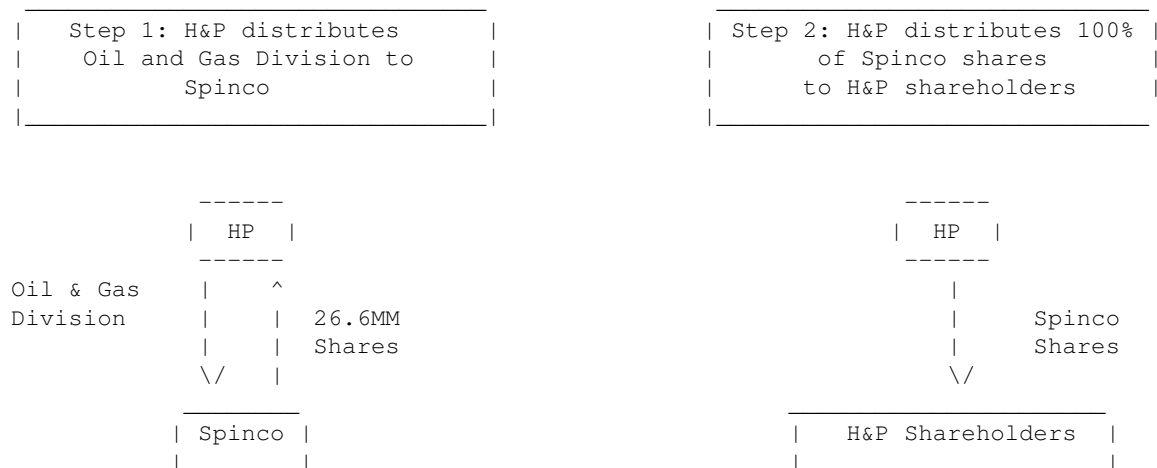 Step 1: H&P distributes
Oil and Gas Division to
Spinco
Step 2: H&P distributes 100%
of Spinco shares
to H&P shareholders
HP
Oil & Gas
Division
26.6MM
Shares
Spinco
HP
Spinco
Shares
H&P Shareholders